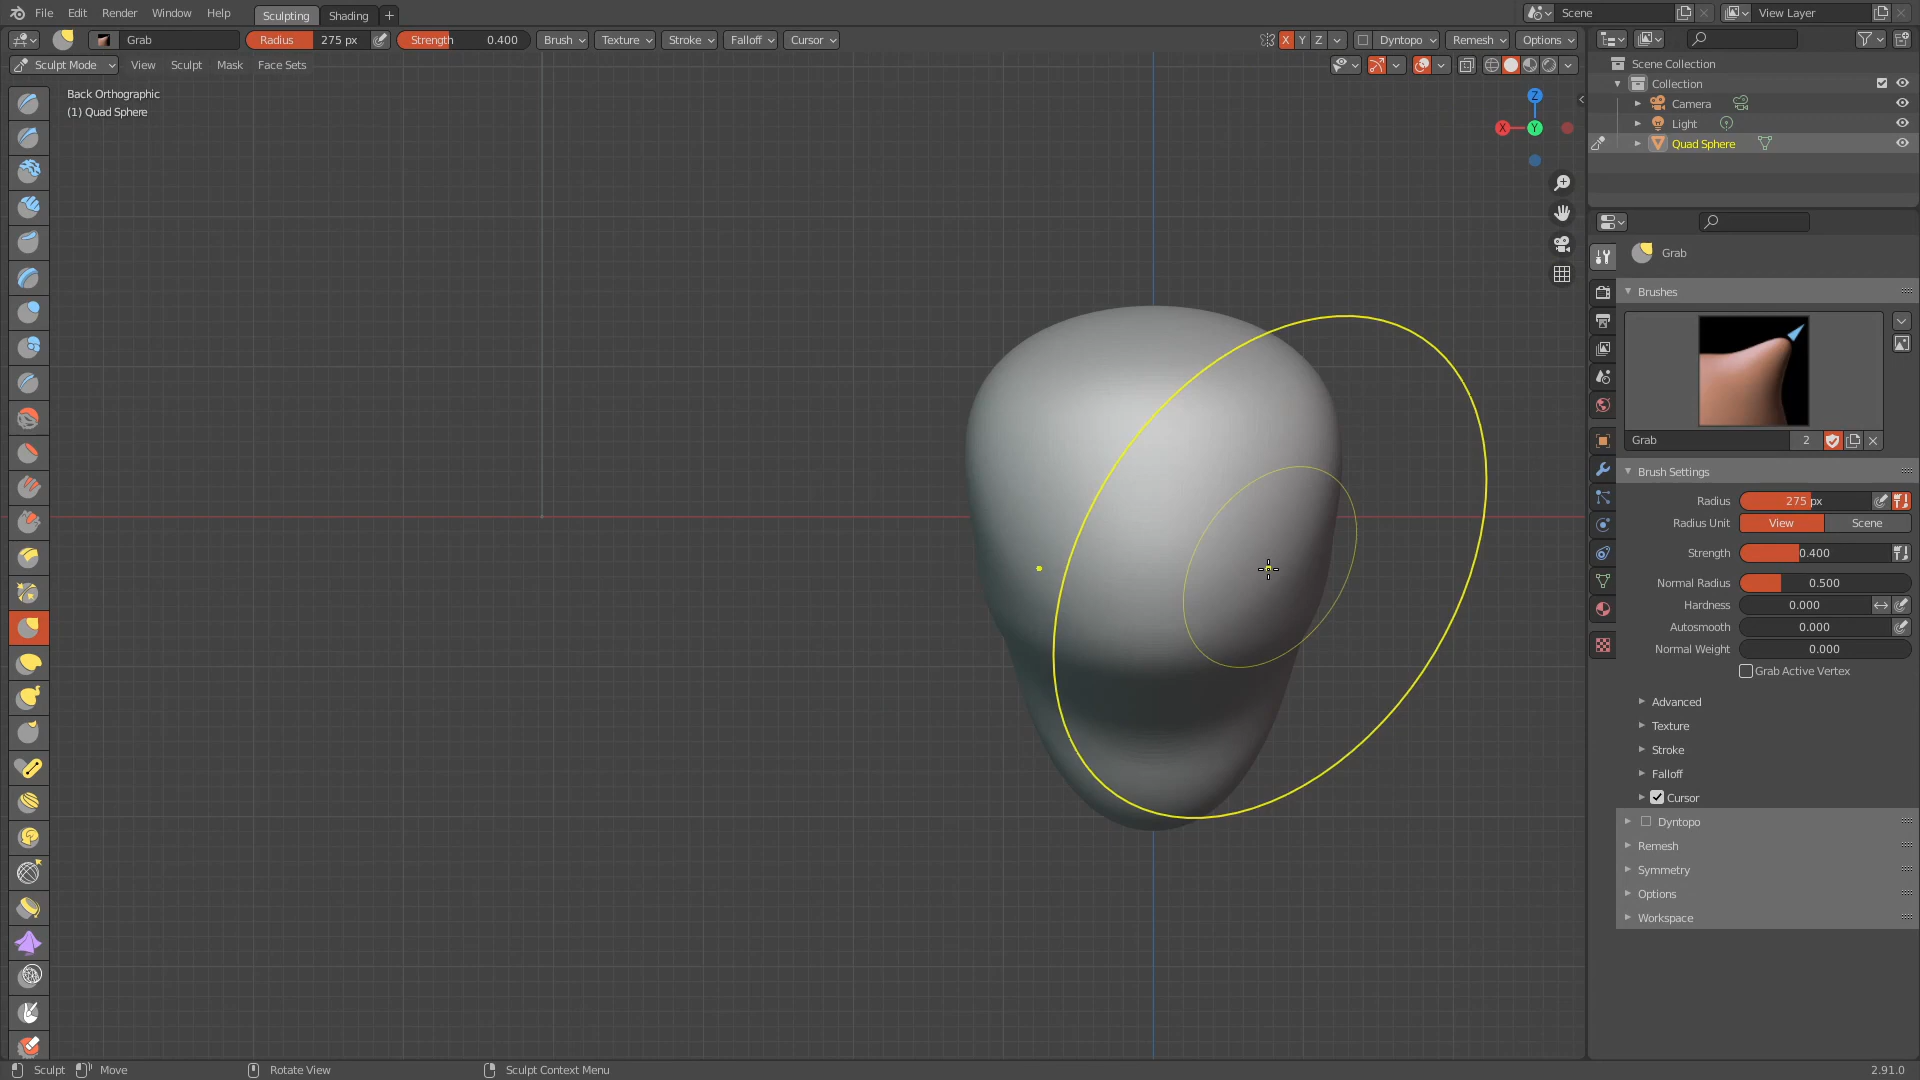 File Edit Render Window Help Sculpting Shading + Scene View Layer
Grab Radius 275 px Strength 0.400 Brush Texture Stroke Falloff Cursor X Y Z Dyntopo Remesh Options
Sculpt Mode View Sculpt Mask Face Sets
Back Orthographic
(1) Quad Sphere
Z
X
Y
Scene Collection
Collection
Camera
Light
Quad Sphere
Grab
Brushes
Grab 2
Brush Settings
Radius 275 px
Radius Unit View Scene
Strength 0.400
Normal Radius 0.500
Hardness 0.000
Autosmooth 0.000
Normal Weight 0.000
Grab Active Vertex
Advanced
Texture
Stroke
Falloff
Cursor
Dyntopo
Remesh
Symmetry
Options
Workspace
Sculpt Move Rotate View Sculpt Context Menu 2.91.0